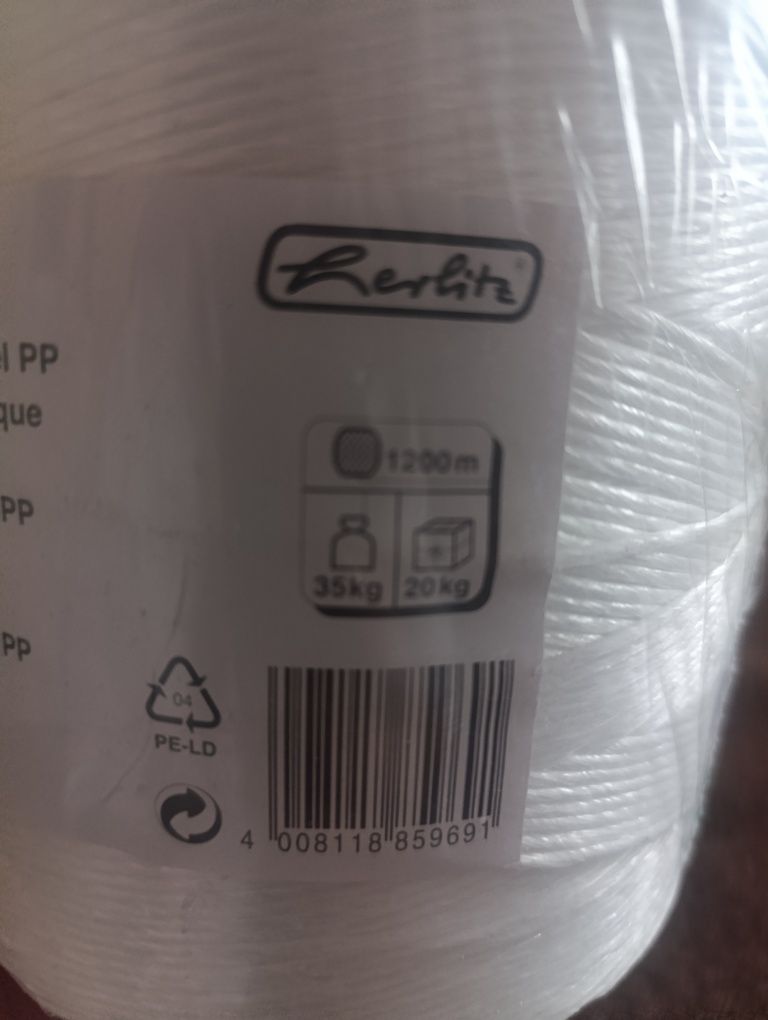 Herlitz®
PP
que
1200m
PP
35kg 20kg
PP
04
PE-LD
4 008118 859691